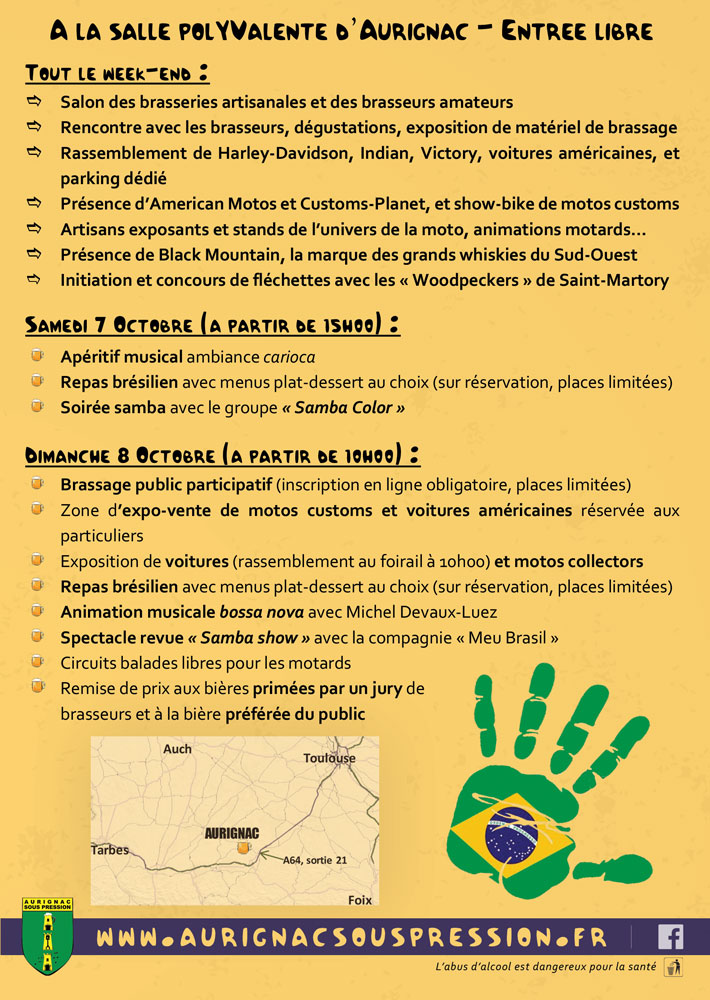 A LA SALLE POLYVALENTE D'AURIGNAC – ENTREE LIBRE
TOUT LE WEEK-END :
Salon des brasseries artisanales et des brasseurs amateurs
Rencontre avec les brasseurs, dégustations, exposition de matériel de brassage
Rassemblement de Harley-Davidson, Indian, Victory, voitures américaines, et
parking dédié
Présence d'American Motos et Customs-Planet, et show-bike de motos customs
Artisans exposants et stands de l'univers de la moto, animations motards...
Présence de Black Mountain, la marque des grands whiskies du Sud-Ouest
Initiation et concours de fléchettes avec les « Woodpeckers » de Saint-Martory
SAMEDI 7 OCTOBRE (A PARTIR DE 15H00) :
Apéritif musical ambiance carioca
Repas brésilien avec menus plat-dessert au choix (sur réservation, places limitées)
Soirée samba avec le groupe « Samba Color »
DIMANCHE 8 OCTOBRE (A PARTIR DE 10H00) :
Brassage public participatif (inscription en ligne obligatoire, places limitées)
Zone d'expo-vente de motos customs et voitures américaines réservée aux
particuliers
Exposition de voitures (rassemblement au foirail à 10h00) et motos collectors
Repas brésilien avec menus plat-dessert au choix (sur réservation, places limitées)
Animation musicale bossa nova avec Michel Devaux-Luez
Spectacle revue « Samba show » avec la compagnie « Meu Brasil »
Circuits balades libres pour les motards
Remise de prix aux bières primées par un jury de
brasseurs et à la bière préférée du public
Auch
Toulouse
AURIGNAC
Tarbes
A64, sortie 21
Foix
AURIGNAC
SOUS PRESSION
WWW.AURIGNACSOUSPRESSION.FR
L'abus d'alcool est dangereux pour la santé